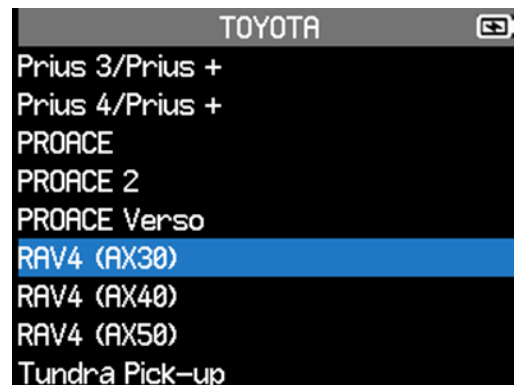 TOYOTA
Prius 3/Prius +
Prius 4/Prius +
PROACE
PROACE 2
PROACE Verso
RAV4 (AX30)
RAV4 (AX40)
RAV4 (AX50)
Tundra Pick-up